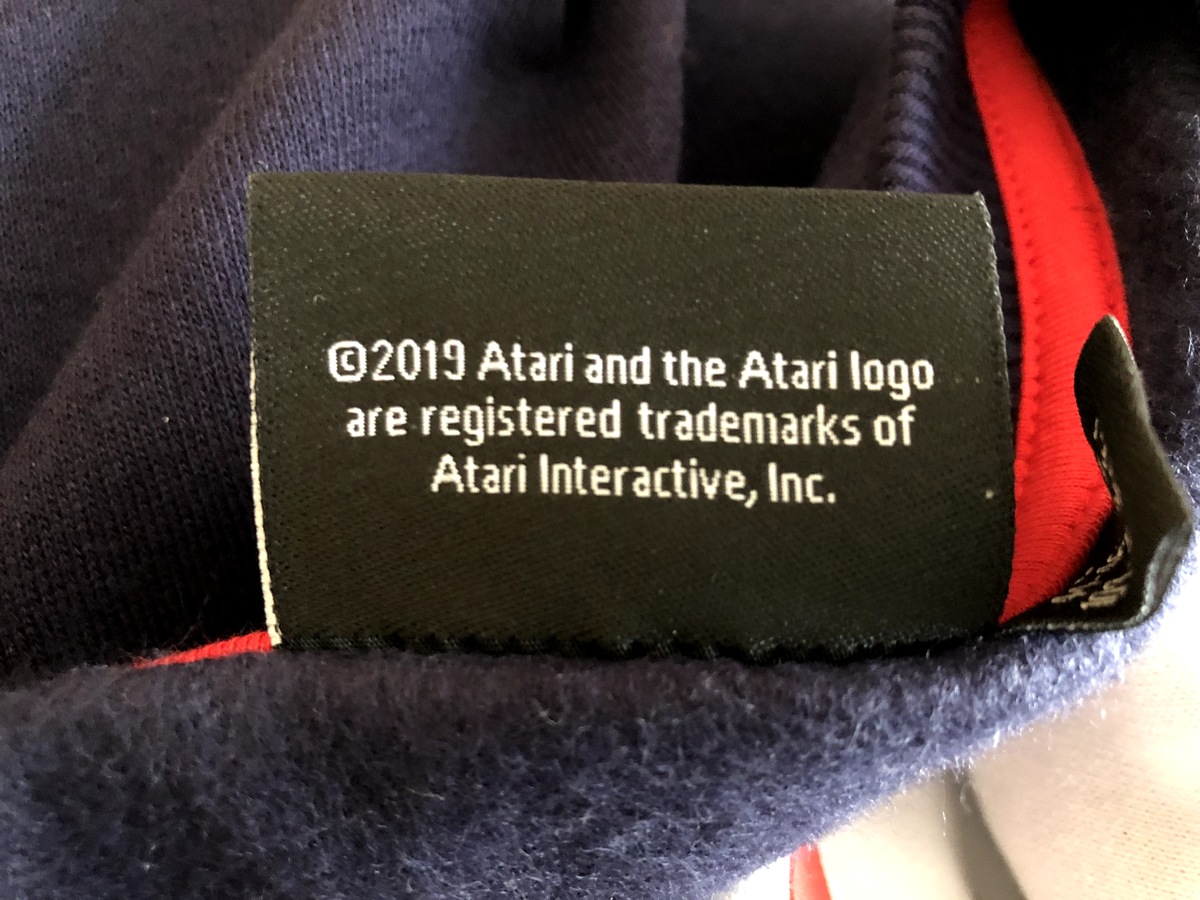 ©2019 Atari and the Atari logo
are registered trademarks of
Atari Interactive, Inc.